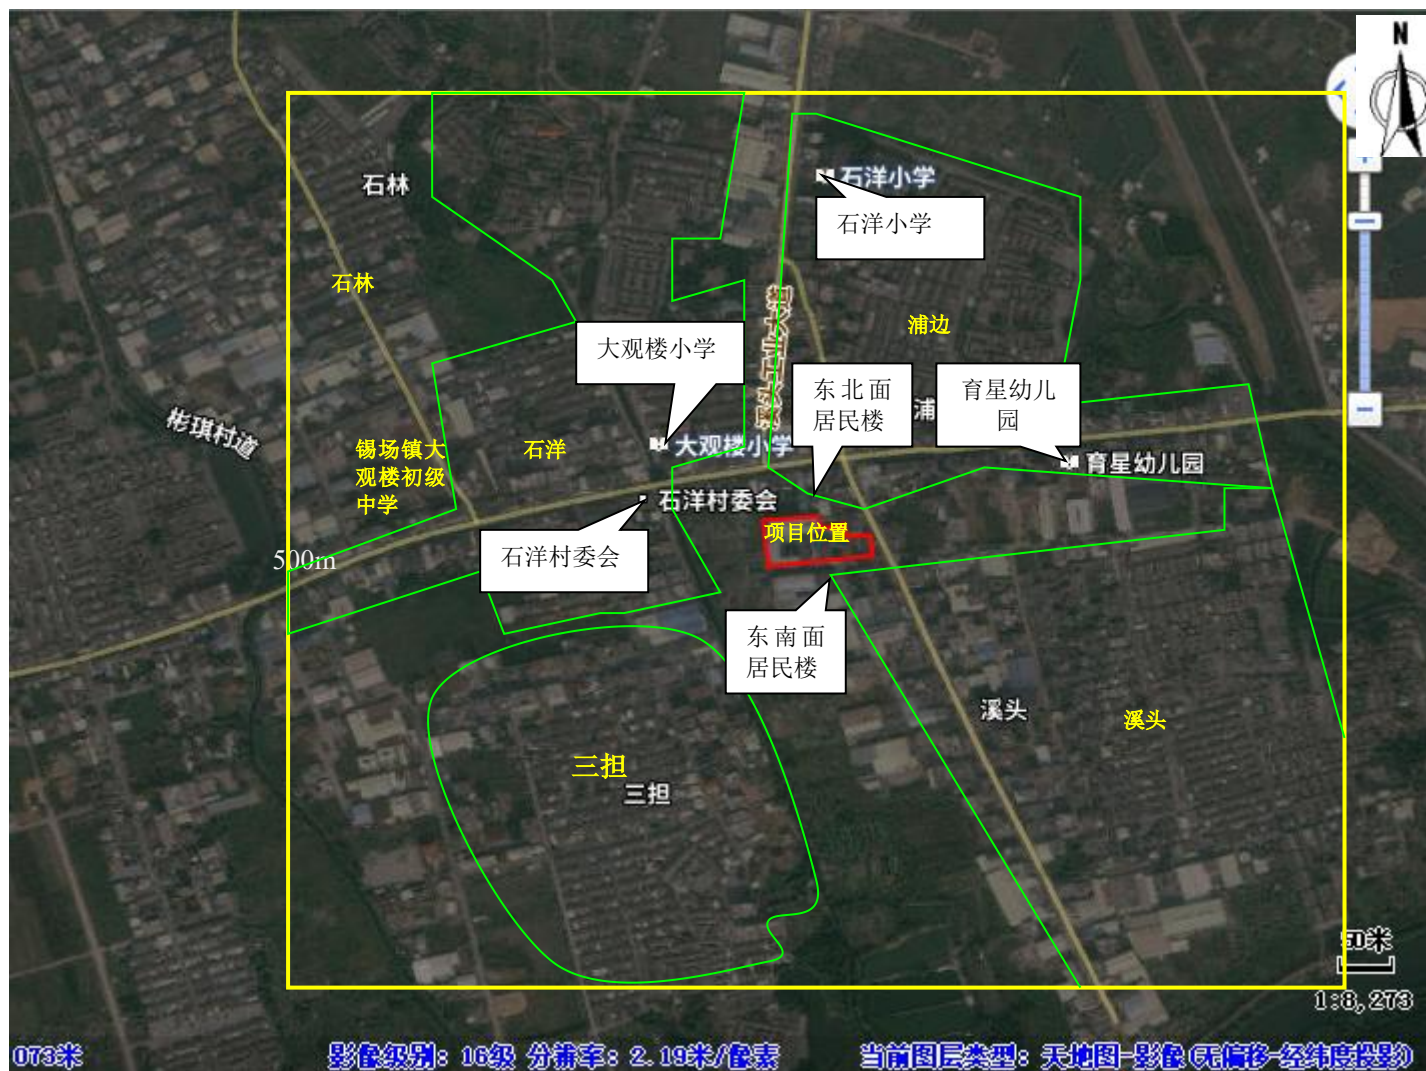 N
石林
石洋小学
石洋小学
石林
浦边
大观楼小学
东北面
居民楼
育星幼儿
园
浦
彬琪村道
锡场镇大
观楼初级
中学
石洋
大观楼小学
育星幼儿园
石洋村委会
项目位置
500m
石洋村委会
东南面
居民楼
溪头
溪头
三担
三担
50米
1:8,273
073米
影像级别：16级 分辨率：2.19米/像素
当前图层类型：天地图-影像(无偏移-经纬度投影)